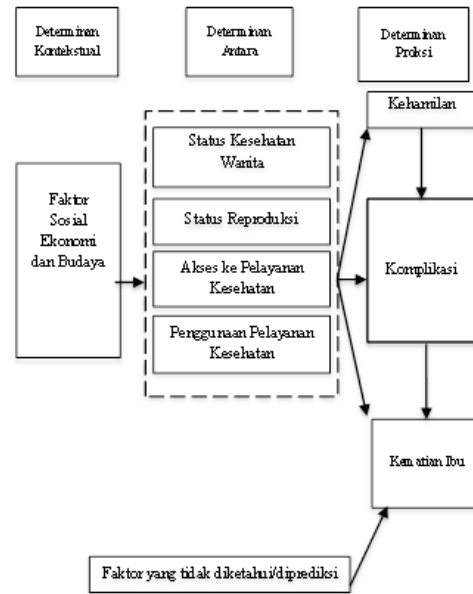 Determinan
Kontekstual
Determinan
Antara
Determinan
Proksi
Kehamilan
Status Kesehatan
Wanita
Faktor
Sosial
Ekonomi
dan Budaya
Status Reproduksi
Akses ke Pelayanan
Kesehatan
Komplikasi
Penggunaan Pelayanan
Kesehatan
Kematian Ibu
Faktor yang tidak diketahui/diprediksi